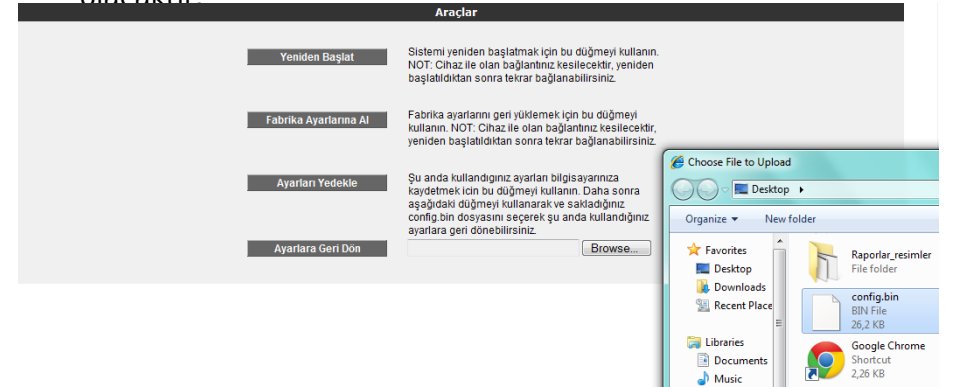 Araçlar
Yeniden Başlat
Sistemi yeniden başlatmak için bu düğmeyi kullanın.
NOT: Cihaz ile olan bağlantınız kesilecektir, yeniden
başlatıldıktan sonra tekrar bağlanabilirsiniz.
Fabrika Ayarlarına Al
Fabrika ayarlarını geri yüklemek için bu düğmeyi
kullanın. NOT: Cihaz ile olan bağlantınız kesilecektir,
yeniden başlatıldıktan sonra tekrar bağlanabilirsiniz.
Ayarları Yedekle
Şu anda kullandığınız ayarları bilgisayarınıza
kaydetmek icin bu düğmeyi kullanın. Daha sonra
aşağıdaki düğmeyi kullanarak ve sakladığınız
config.bin dosyasını seçerek şu anda kullandığınız
ayarlara geri dönebilirsiniz.
Ayarlara Geri Dön
Browse...
Choose File to Upload
Desktop
Organize
New folder
Favorites
Desktop
Downloads
Recent Place
Libraries
Documents
Music
Raporlar_resimler
File folder
config.bin
BIN File
26,2 KB
Google Chrome
Shortcut
2,26 KB